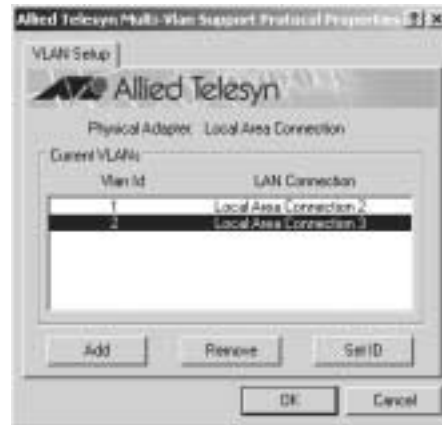 Allied Telesyn Multi-Vlan Support Protocol Properties
VLAN Setup
Allied Telesyn
Physical Adapter: Local Area Connection
Current VLANs
Vlan Id LAN Connection
1 Local Area Connection 2
2 Local Area Connection 3
Add Remove Set ID
OK Cancel